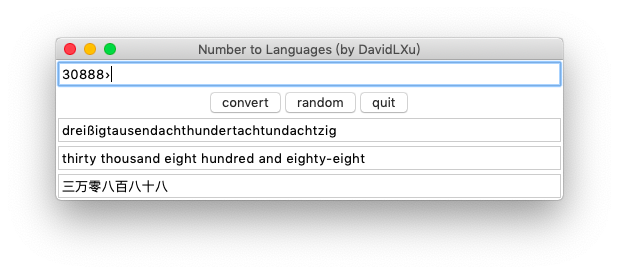 Number to Languages (by DavidLXu)
30888›
convert random quit
dreißigtausendachthundertachtundachtzig
thirty thousand eight hundred and eighty-eight
三万零八百八十八